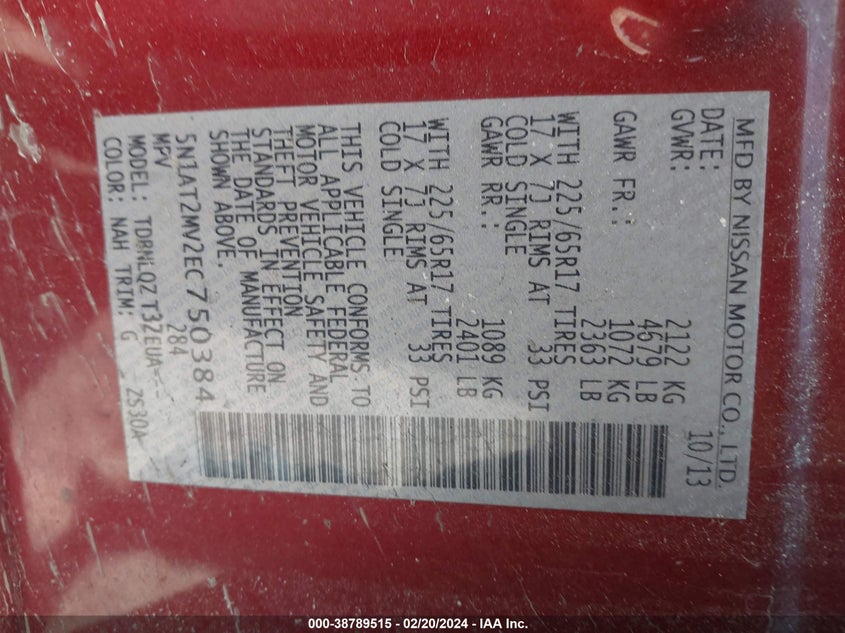 MFD BY NISSAN MOTOR CO., LTD.
DATE: 10/13
GVWR: 2122 KG
4679 LB
GAWR FR.: 1072 KG
2363 LB
WITH 225/65R17 TIRES
17 X 7J RIMS AT 33 PSI
COLD SINGLE
GAWR RR.: 1089 KG
2401 LB
WITH 225/65R17 TIRES
17 X 7J RIMS AT 33 PSI
COLD SINGLE
THIS VEHICLE CONFORMS TO
ALL APPLICABLE FEDERAL
MOTOR VEHICLE SAFETY AND
THEFT PREVENTION
STANDARDS IN EFFECT ON
THE DATE OF MANUFACTURE
SHOWN ABOVE.
5N1AT2MV2EC750384
MPV 284
MODEL: TDBNLQZT32EUA---
COLOR: NAH TRIM: G 2S30A
000-38789515 - 02/20/2024 - IAA Inc.